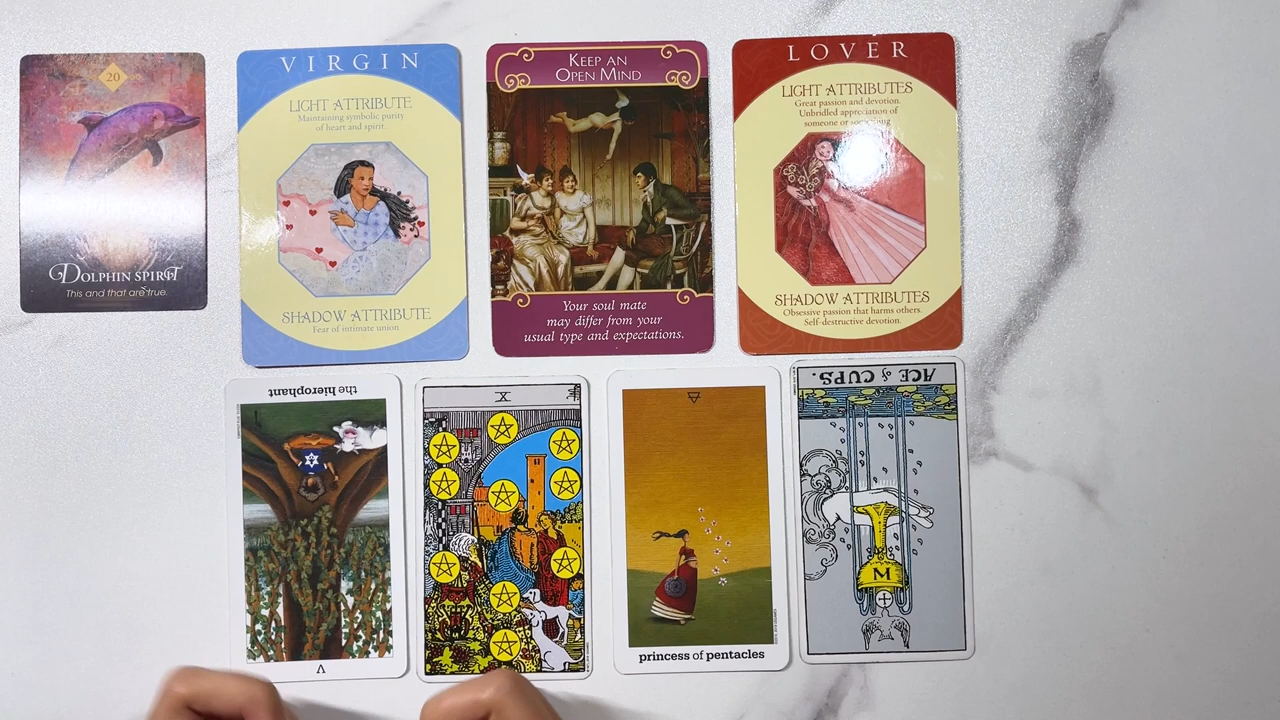 20
DOLPHIN SPIRIT
This and that are true.
VIRGIN
LIGHT ATTRIBUTE
Maintaining symbolic purity
of heart and spirit.
SHADOW ATTRIBUTE
Fear of intimate union
KEEP AN
OPEN MIND
Your soul mate
may differ from your
usual type and expectations.
LOVER
LIGHT ATTRIBUTES
Great passion and devotion.
Unbridled appreciation of
someone or something
SHADOW ATTRIBUTES
Obsessive passion that harms others.
Self-destructive devotion.
the hierophant
V
X
princess of pentacles
ACE of CUPS.
M